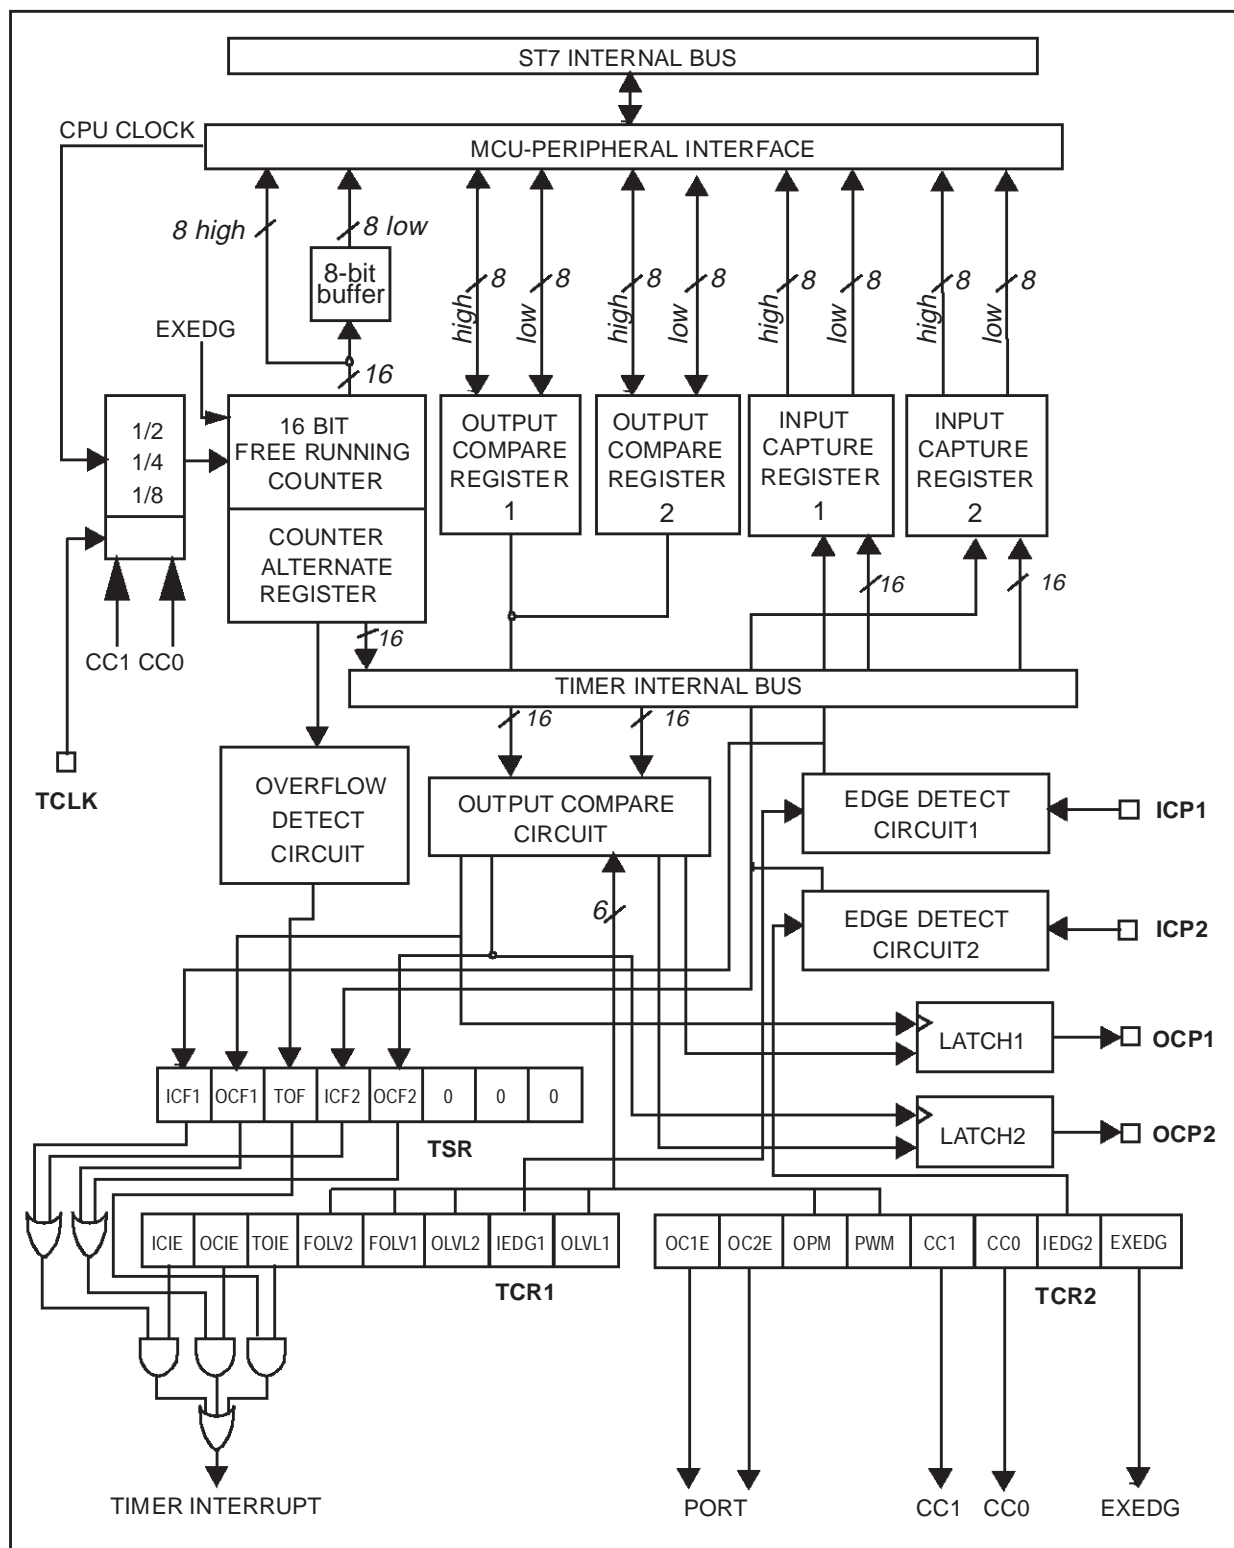 ST7 INTERNAL BUS
CPU CLOCK
MCU-PERIPHERAL INTERFACE
8 high
8 low
8-bit
buffer
8
8
8
8
8
8
8
8
high
low
high
low
high
low
high
low
EXEDG
16
1/2
1/4
1/8
16 BIT
FREE RUNNING
COUNTER
OUTPUT
COMPARE
REGISTER
1
OUTPUT
COMPARE
REGISTER
2
INPUT
CAPTURE
REGISTER
1
INPUT
CAPTURE
REGISTER
2
COUNTER
ALTERNATE
REGISTER
16
16
16
CC1 CC0
TIMER INTERNAL BUS
16
16
TCLK
OVERFLOW
DETECT
CIRCUIT
OUTPUT COMPARE
CIRCUIT
EDGE DETECT
CIRCUIT1
ICP1
6
EDGE DETECT
CIRCUIT2
ICP2
LATCH1
OCP1
ICF1 OCF1 TOF ICF2 OCF2 0 0 0
TSR
LATCH2
OCP2
ICIE OCIE TOIE FOLV2 FOLV1 OLVL2 IEDG1 OLVL1
TCR1
OC1E OC2E OPM PWM CC1 CC0 IEDG2 EXEDG
TCR2
TIMER INTERRUPT
PORT
CC1
CC0
EXEDG